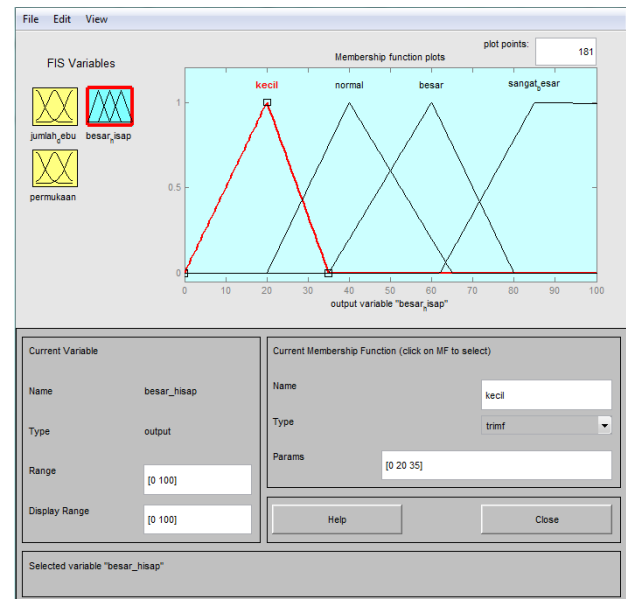 File Edit View
FIS Variables
jumlah_debu
besar_hisap
permukaan
plot points:
181
Membership function plots
kecil
normal
besar
sangat_besar
1
0.5
0
0 10 20 30 40 50 60 70 80 90 100
output variable "besar_hisap"
Current Variable
Name
besar_hisap
Type
output
Range
[0 100]
Display Range
[0 100]
Current Membership Function (click on MF to select)
Name
kecil
Type
trimf
Params
[0 20 35]
Help
Close
Selected variable "besar_hisap"